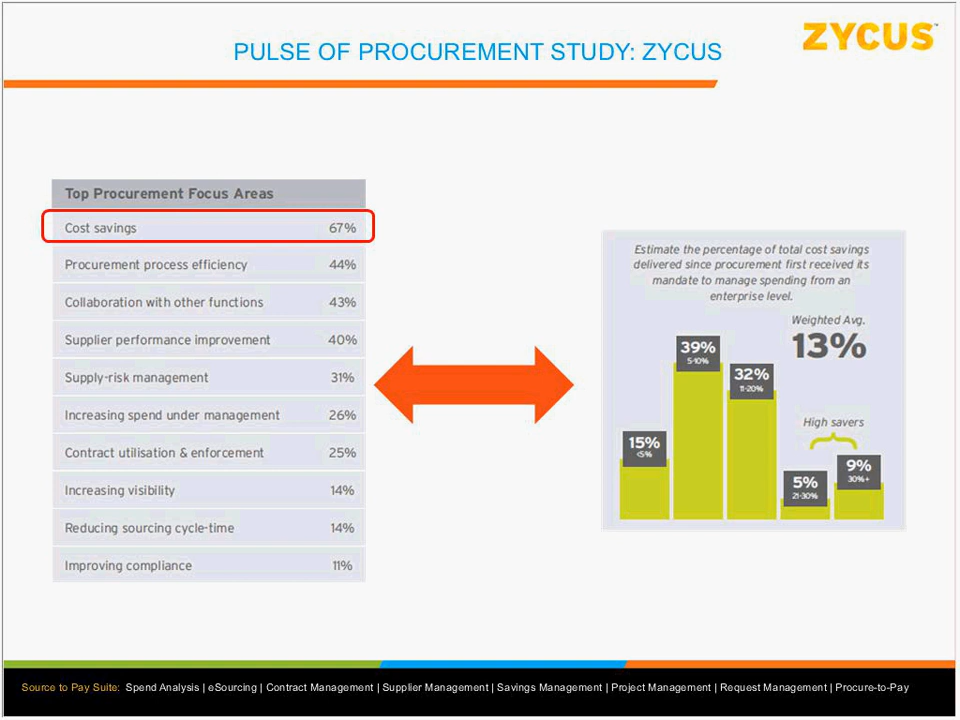 PULSE OF PROCUREMENT STUDY: ZYCUS
ZYCUS™
Top Procurement Focus Areas
Cost savings 67%
Procurement process efficiency 44%
Collaboration with other functions 43%
Supplier performance improvement 40%
Supply-risk management 31%
Increasing spend under management 26%
Contract utilisation & enforcement 25%
Increasing visibility 14%
Reducing sourcing cycle-time 14%
Improving compliance 11%
Estimate the percentage of total cost savings
delivered since procurement first received its
mandate to manage spending from an
enterprise level.
Weighted Avg.
13%
15%
<5%
39%
5-10%
32%
11-20%
High savers
5%
21-30%
9%
30%+
Source to Pay Suite: Spend Analysis | eSourcing | Contract Management | Supplier Management | Savings Management | Project Management | Request Management | Procure-to-Pay